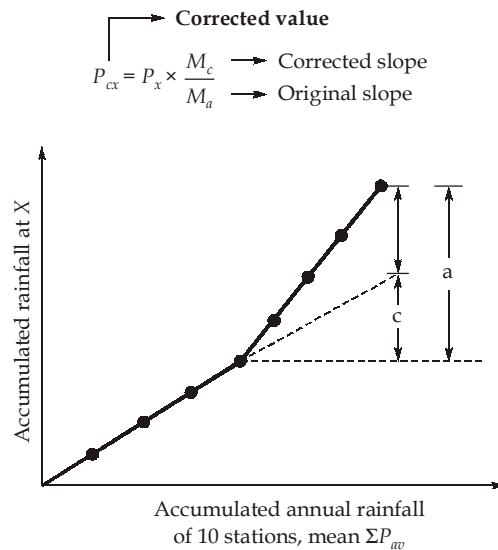 Corrected value
P_cx = P_x × M_c / M_a
Corrected slope
Original slope
Accumulated rainfall at X
a
c
Accumulated annual rainfall
of 10 stations, mean ΣP_av